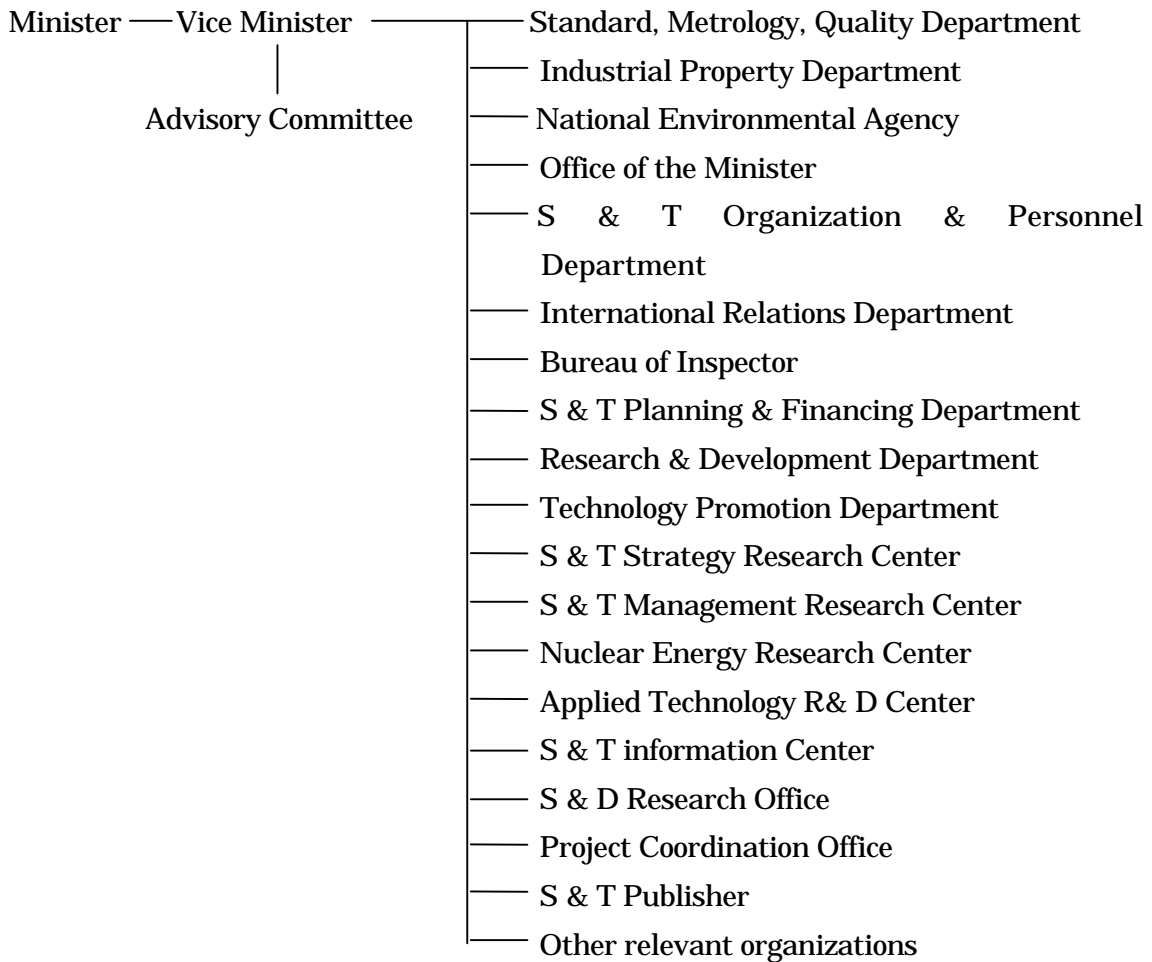 Minister Vice Minister Standard, Metrology, Quality Department
Industrial Property Department
Advisory Committee National Environmental Agency
Office of the Minister
S & T Organization & Personnel
Department
International Relations Department
Bureau of Inspector
S & T Planning & Financing Department
Research & Development Department
Technology Promotion Department
S & T Strategy Research Center
S & T Management Research Center
Nuclear Energy Research Center
Applied Technology R& D Center
S & T information Center
S & D Research Office
Project Coordination Office
S & T Publisher
Other relevant organizations